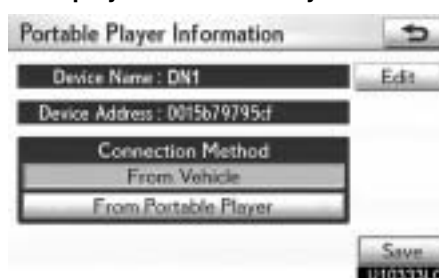 Portable Player Information
Device Name : DN1
Edit
Device Address : 0015b79795cf
Connection Method
From Vehicle
From Portable Player
Save